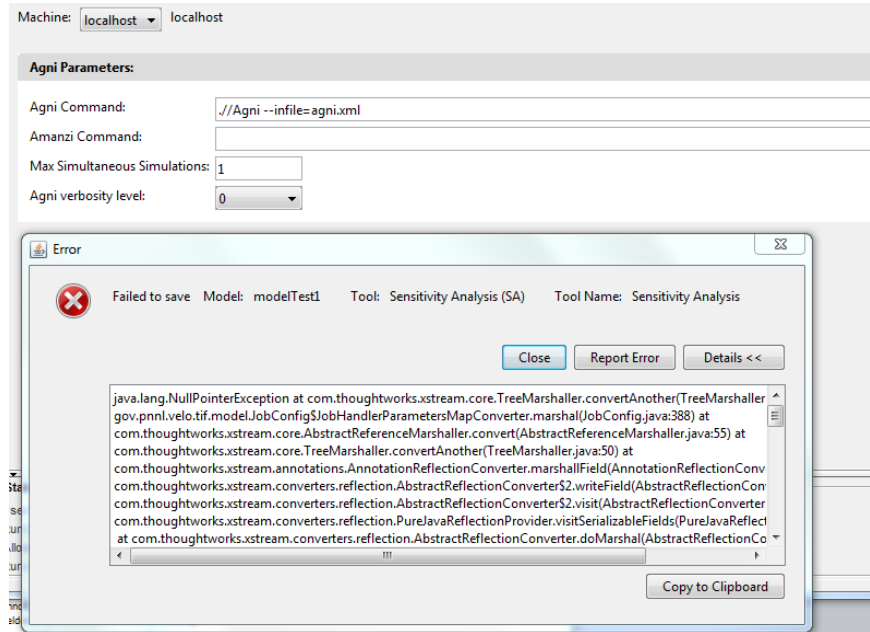 Machine: localhost localhost
Agni Parameters:
Agni Command: .//Agni --infile=agni.xml
Amanzi Command:
Max Simultaneous Simulations: 1
Agni verbosity level: 0
Error
Failed to save Model: modelTest1 Tool: Sensitivity Analysis (SA) Tool Name: Sensitivity Analysis
Close Report Error Details <<
java.lang.NullPointerException at com.thoughtworks.xstream.core.TreeMarshaller.convertAnother(TreeMarshaller
gov.pnnl.velo.tif.model.JobConfig$JobHandlerParametersMapConverter.marshal(JobConfig.java:388) at
com.thoughtworks.xstream.core.AbstractReferenceMarshaller.convert(AbstractReferenceMarshaller.java:55) at
com.thoughtworks.xstream.core.TreeMarshaller.convertAnother(TreeMarshaller.java:50) at
com.thoughtworks.xstream.annotations.AnnotationReflectionConverter.marshallField(AnnotationReflectionConv
com.thoughtworks.xstream.converters.reflection.AbstractReflectionConverter$2.writeField(AbstractReflectionCon
com.thoughtworks.xstream.converters.reflection.AbstractReflectionConverter$2.visit(AbstractReflectionConverter
com.thoughtworks.xstream.converters.reflection.PureJavaReflectionProvider.visitSerializableFields(PureJavaReflect
at com.thoughtworks.xstream.converters.reflection.AbstractReflectionConverter.doMarshal(AbstractReflectionCo
Copy to Clipboard